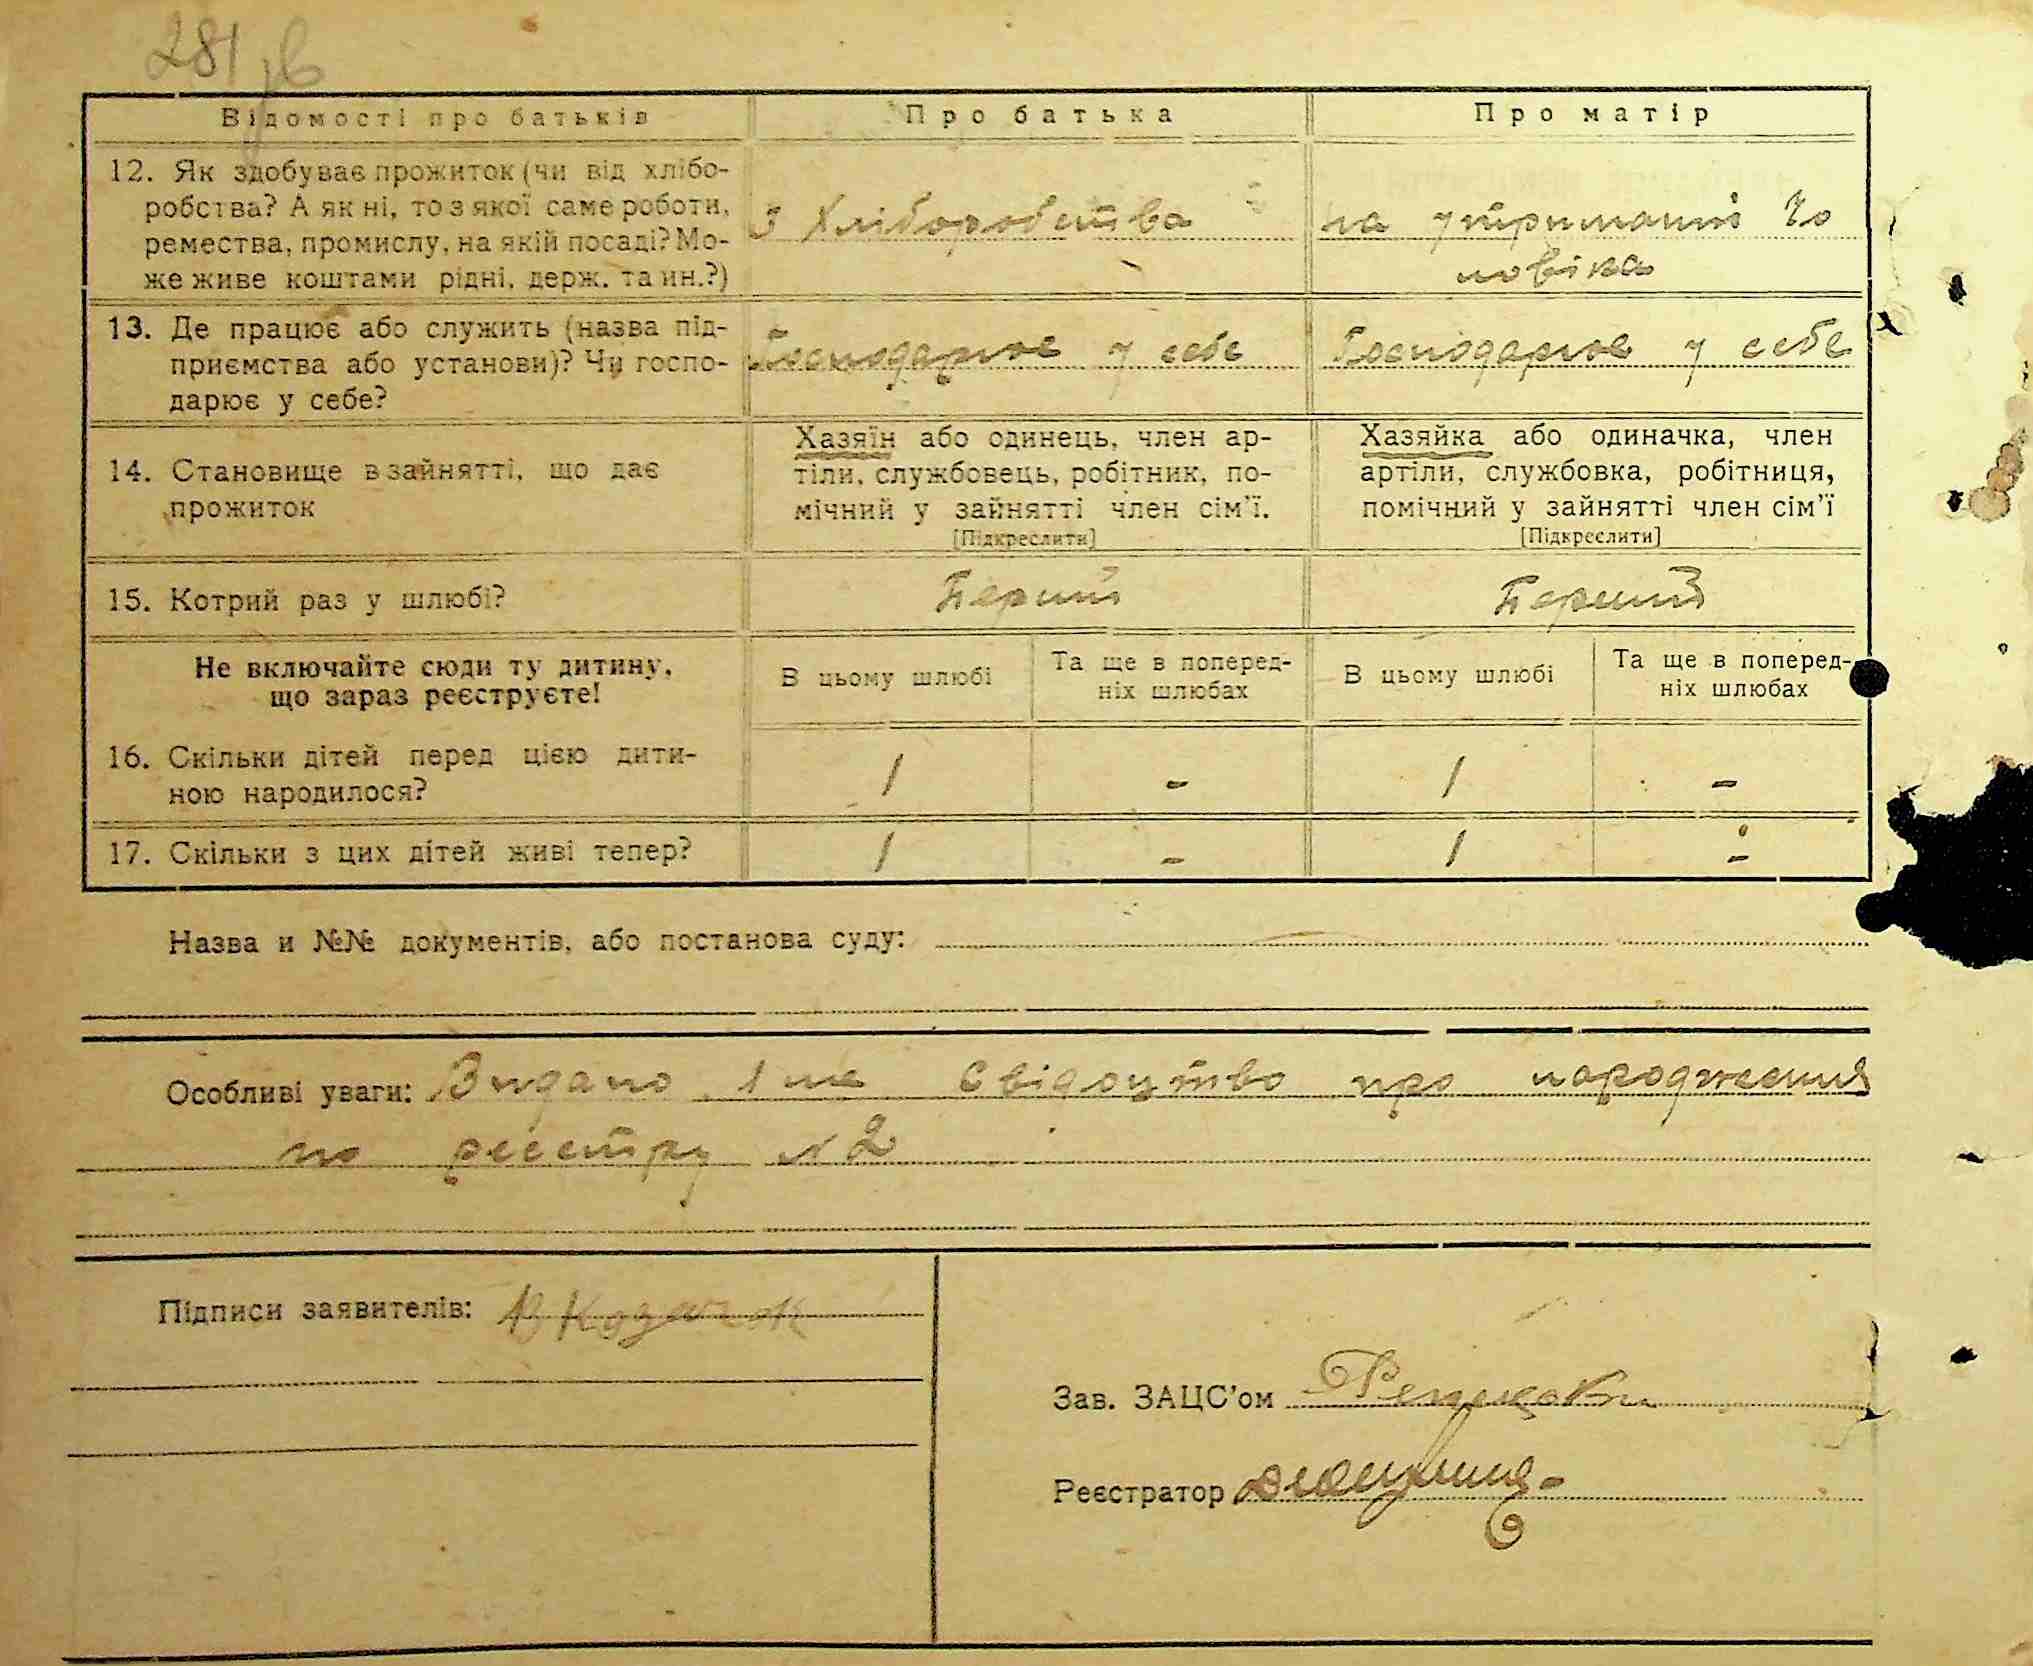 281 зв
Відомості про батьків
Про батька
Про матір
12. Як здобуває прожиток (чи від хлібо-
робства? А як ні, то з якої саме роботи,
ремества, промислу, на якій посаді? Мо-
же живе коштами рідні, держ. та ин.?)
З Хліборобства
на утриманні чо
ловіка
13. Де працює або служить (назва під-
приємства або установи)? Чи госпо-
дарює у себе?
Господарює у себе
Господарює у себе
14. Становище в зайнятті, що дає
прожиток
Хазяїн або одинець, член ар-
тіли, службовець, робітник, по-
мічний у зайнятті член сім'ї.
[Підкреслити]
Хазяйка або одиначка, член
артіли, службовка, робітниця,
помічний у зайнятті член сім'ї
[Підкреслити]
15. Котрий раз у шлюбі?
Перший
Перший
Не включайте сюди ту дитину,
що зараз реєструєте!
В цьому шлюбі
Та ще в поперед-
ніх шлюбах
В цьому шлюбі
Та ще в поперед-
ніх шлюбах
16. Скільки дітей перед цією дити-
ною народилося?
1 - 1 -
17. Скільки з цих дітей живі тепер?
1 - 1 -
Назва и №№ документів, або постанова суду:
Особливі уваги: Видано 1 не Свідоцтво про народження
по реєстру № 2
Підписи заявителів: Козачок
Зав. ЗАЦС'ом
Реєстратор